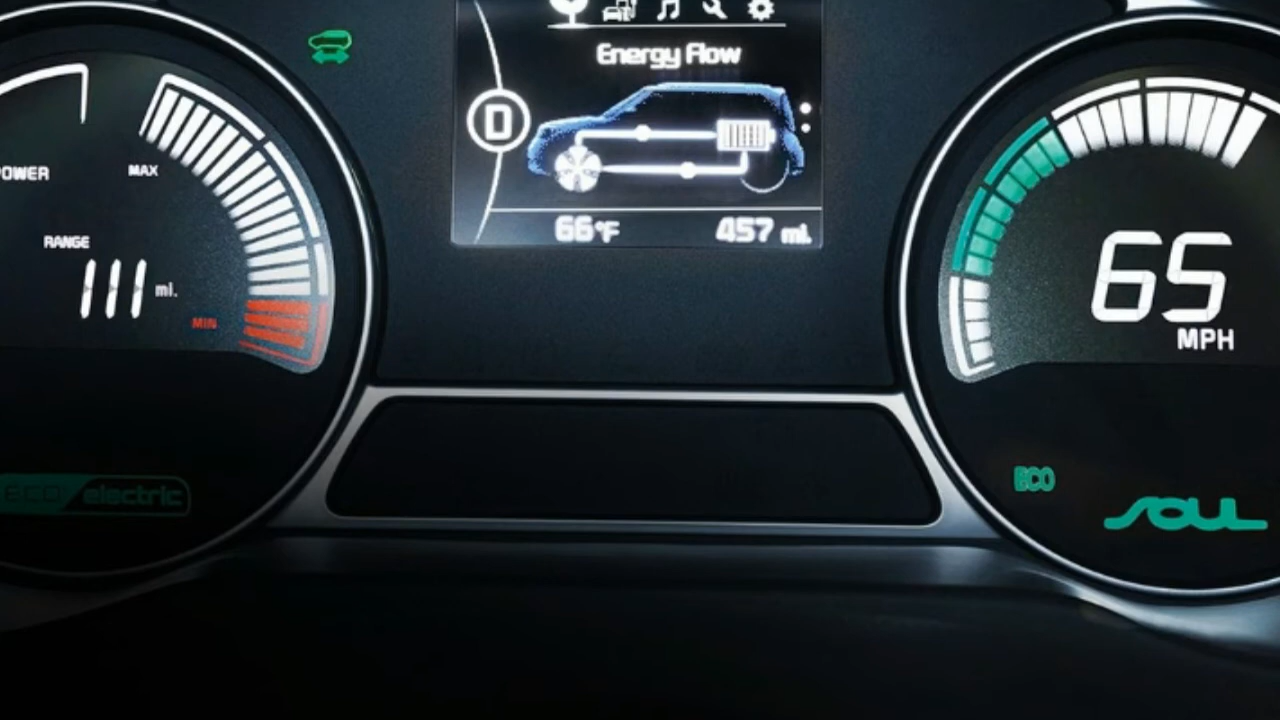 Energy Flow
D
66°F 457 mi.
POWER
MAX
RANGE
111 mi.
MIN
ECO electric
65
MPH
ECO
SOUL